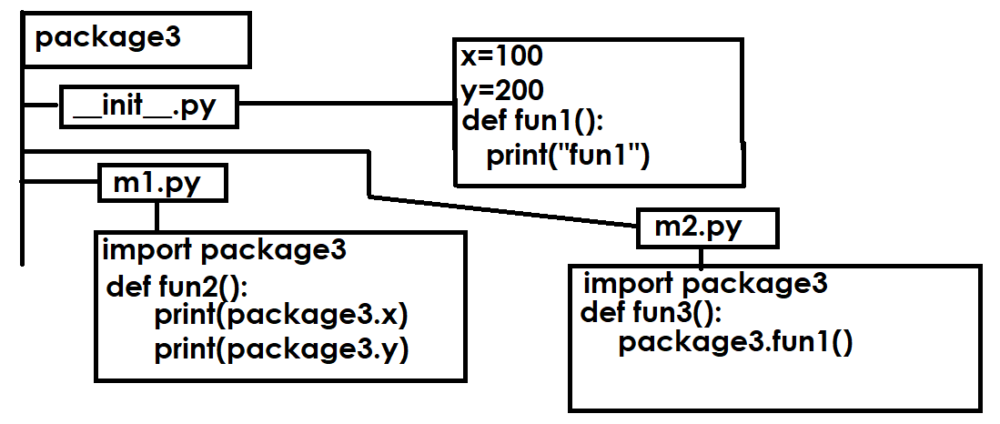 package3
__init__.py
x=100
y=200
def fun1():
print("fun1")
m1.py
import package3
def fun2():
print(package3.x)
print(package3.y)
m2.py
import package3
def fun3():
package3.fun1()